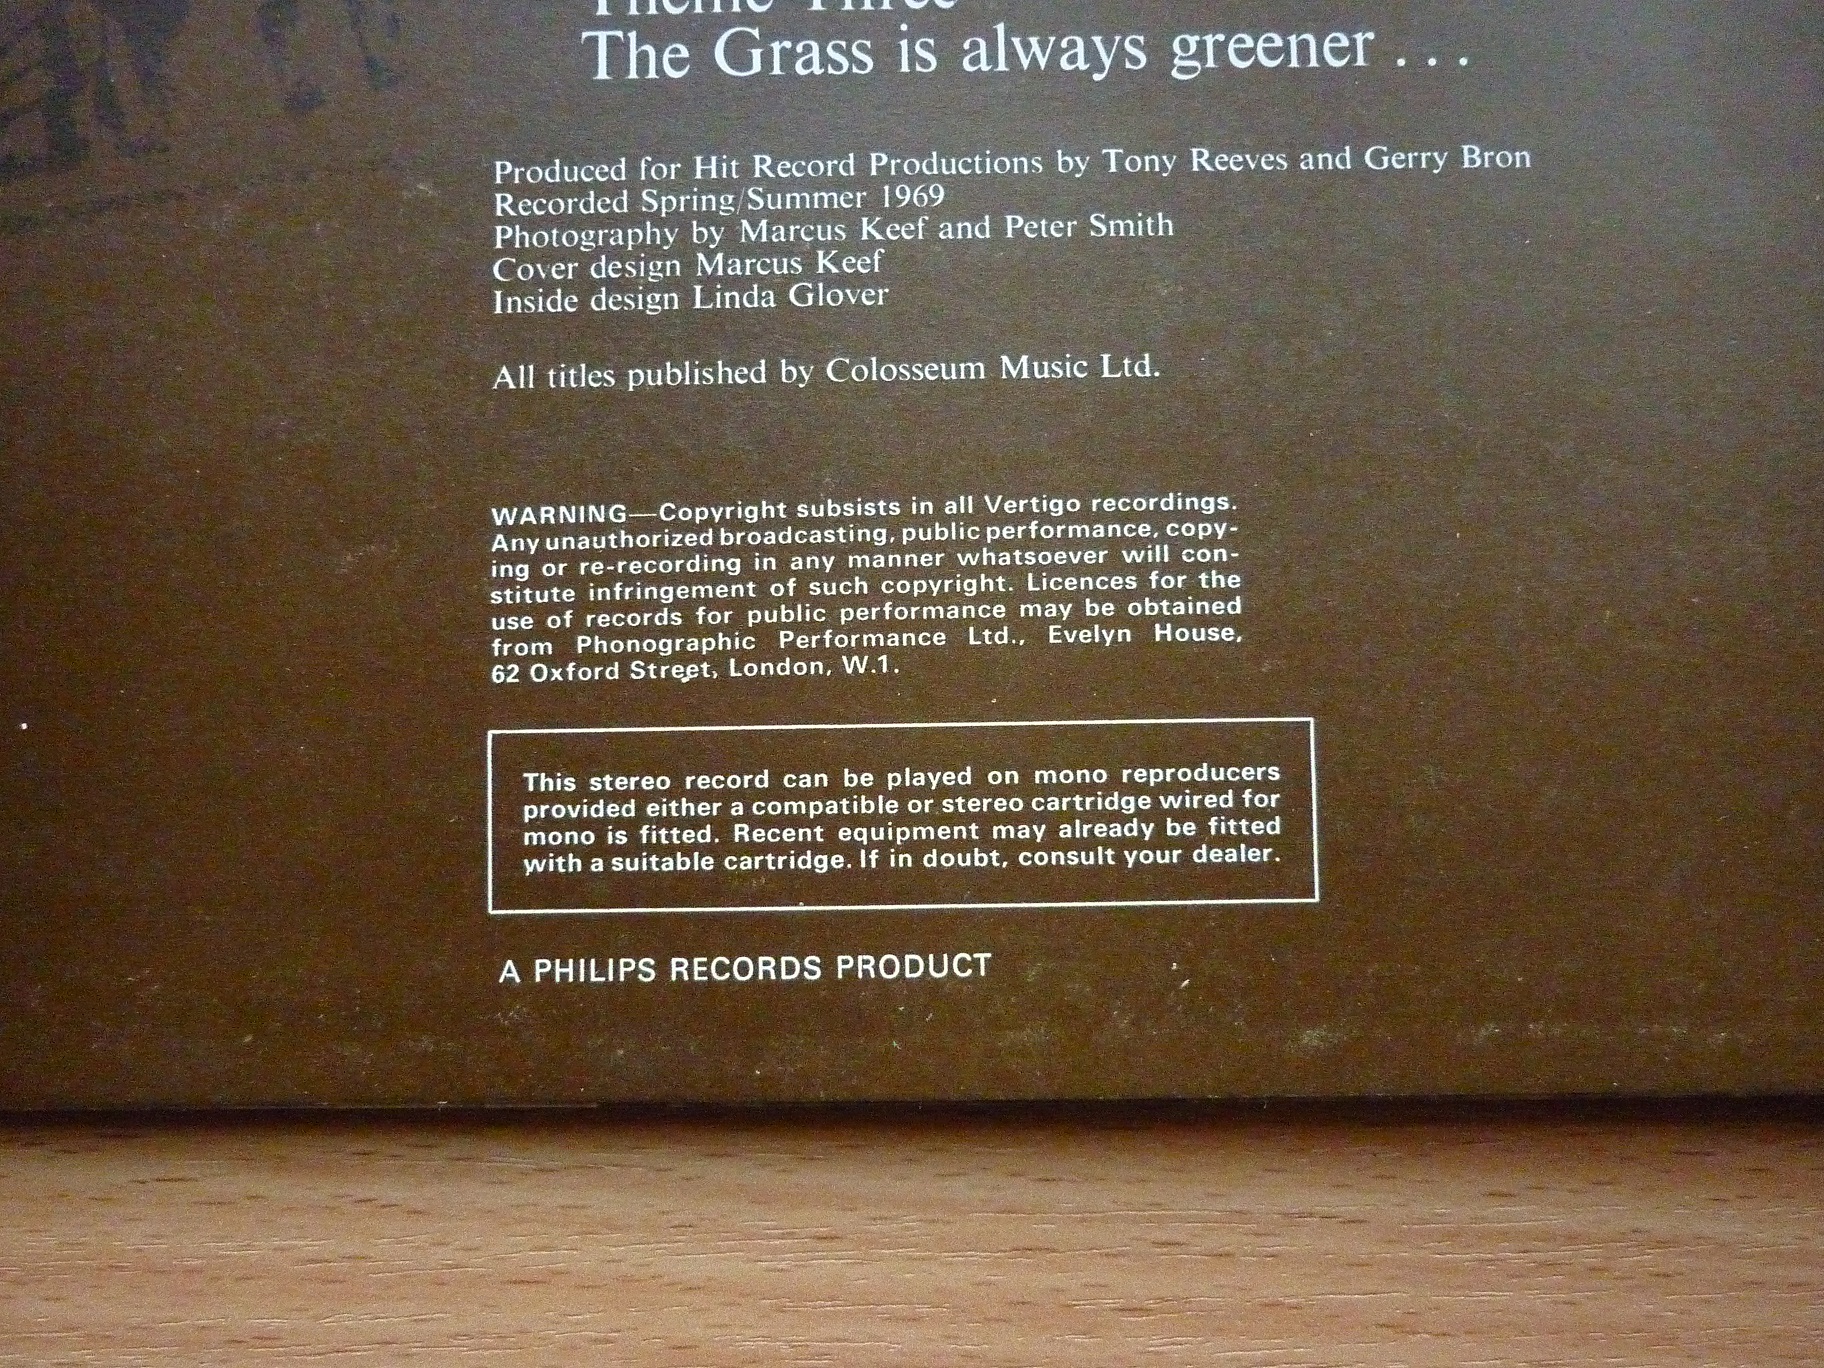 Theme Three
The Grass is always greener . . .
Produced for Hit Record Productions by Tony Reeves and Gerry Bron
Recorded Spring/Summer 1969
Photography by Marcus Keef and Peter Smith
Cover design Marcus Keef
Inside design Linda Glover
All titles published by Colosseum Music Ltd.
WARNING—Copyright subsists in all Vertigo recordings.
Any unauthorized broadcasting, public performance, copy-
ing or re-recording in any manner whatsoever will con-
stitute infringement of such copyright. Licences for the
use of records for public performance may be obtained
from Phonographic Performance Ltd., Evelyn House,
62 Oxford Street, London, W.1.
This stereo record can be played on mono reproducers
provided either a compatible or stereo cartridge wired for
mono is fitted. Recent equipment may already be fitted
with a suitable cartridge. If in doubt, consult your dealer.
A PHILIPS RECORDS PRODUCT